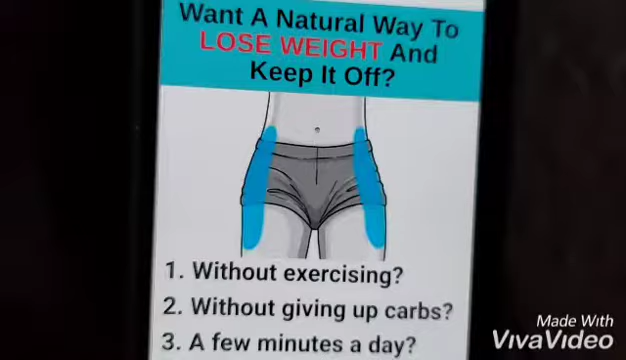 Want A Natural Way To
LOSE WEIGHT And
Keep It Off?
1. Without exercising?
2. Without giving up carbs?
3. A few minutes a day?
Made With
VivaVideo